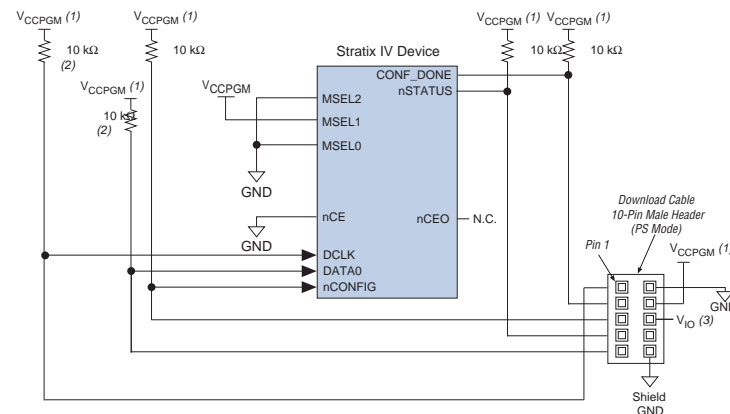 VCCPGM (1)
10 kΩ
(2)
VCCPGM (1)
10 kΩ
VCCPGM (1)
10 kΩ
(2)
VCCPGM
Stratix IV Device
VCCPGM (1)
10 kΩ
VCCPGM (1)
10 kΩ
CONF_DONE
nSTATUS
MSEL2
MSEL1
MSEL0
GND
nCE
GND
nCEO
N.C.
DCLK
DATA0
nCONFIG
Download Cable
10-Pin Male Header
(PS Mode)
Pin 1
VCCPGM (1)
GND
VIO (3)
Shield
GND